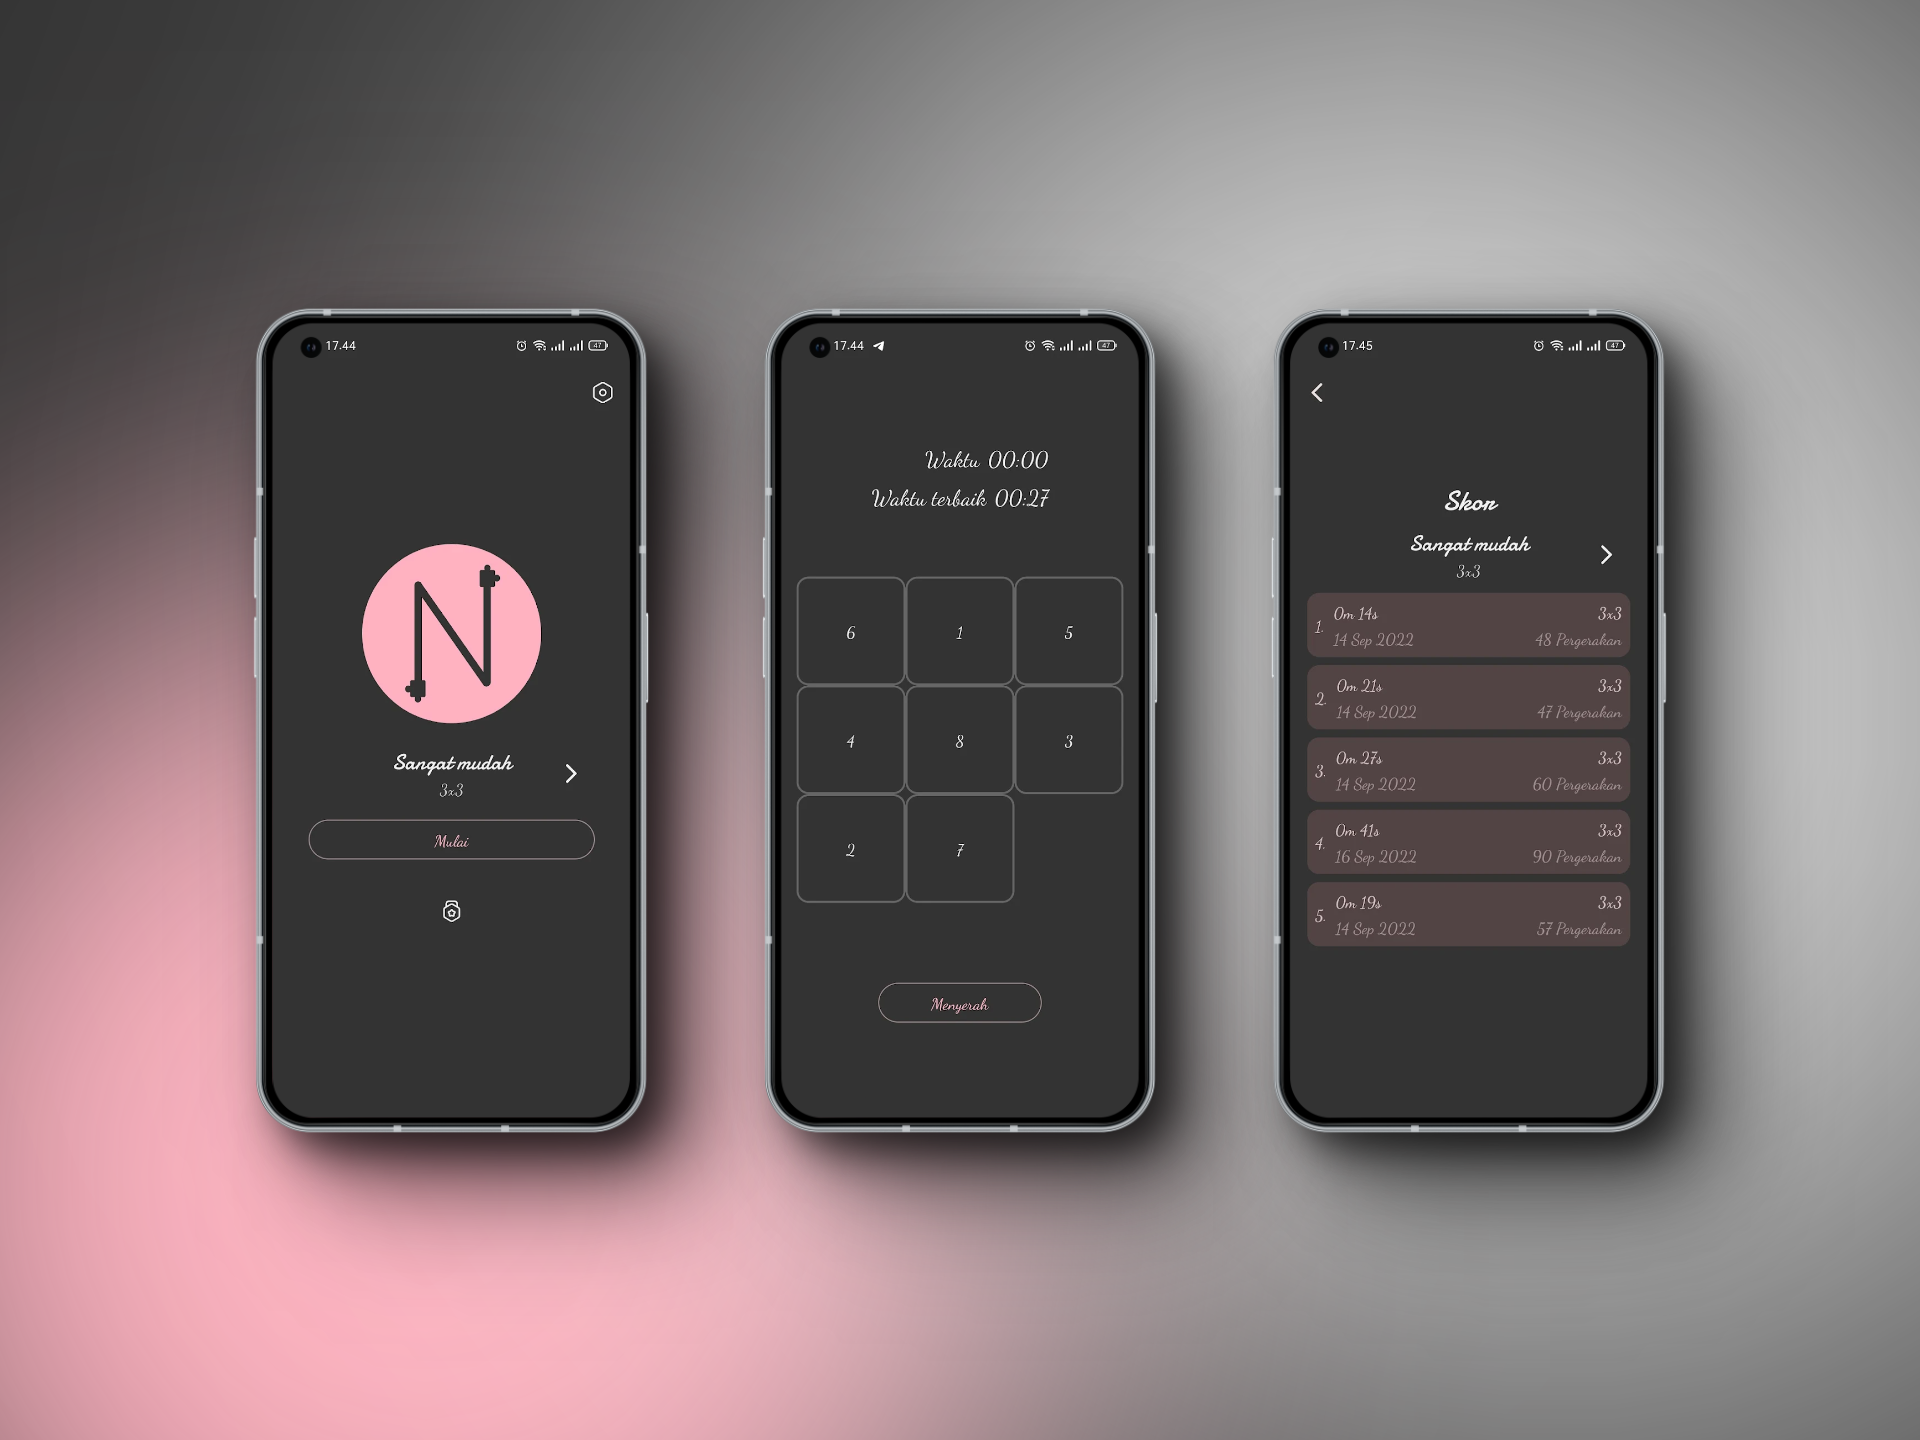 17.44
47
N
Sangat mudah
3x3
Mulai
17.44
47
Waktu 00:00
Waktu terbaik 00:27
6 1 5
4 8 3
2 7
Menyerah
17.45
47
Skor
Sangat mudah
3x3
1. 0m 14s 3x3
14 Sep 2022 48 Pergerakan
2. 0m 21s 3x3
14 Sep 2022 47 Pergerakan
3. 0m 27s 3x3
14 Sep 2022 60 Pergerakan
4. 0m 41s 3x3
16 Sep 2022 90 Pergerakan
5. 0m 19s 3x3
14 Sep 2022 57 Pergerakan